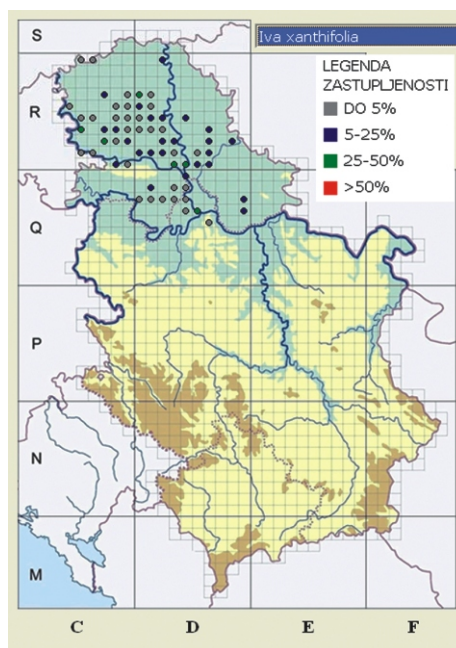 Iva xanthifolia
LEGENDA
ZASTUPLJENOSTI
DO 5%
5-25%
25-50%
>50%
S
R
Q
P
N
M
C D E F